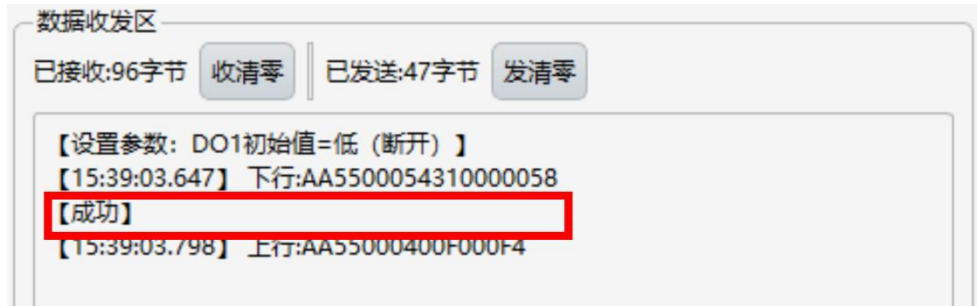 数据收发区
已接收:96字节 收清零 已发送:47字节 发清零
【设置参数：DO1初始值=低（断开）】
【15:39:03.647】 下行:AA5500054310000058
【成功】
【15:39:03.798】 上行:AA55000400F000F4